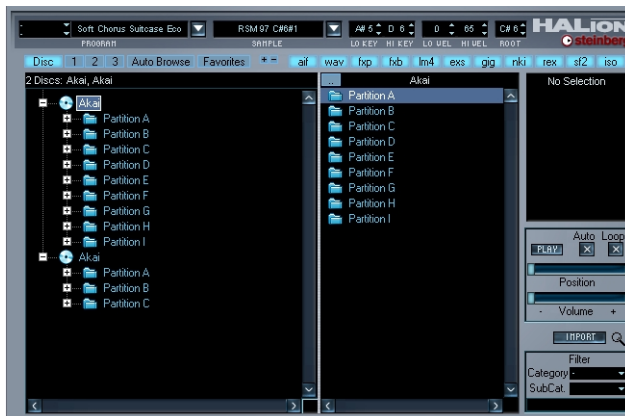 Soft Chorus Suitcase Eoo RSM 97 C#6#1 A# 5 D 6 0 65 C# 6 HALion
PROGRAM SAMPLE LO KEY HI KEY LO VEL HI VEL ROOT steinberg
Disc 1 2 3 Auto Browse Favorites + - aif wav fxp fxb lm4 exs gig nki rex sf2 iso
2 Discs: Akai, Akai .. Akai No Selection
Akai
Partition A
Partition B
Partition C
Partition D
Partition E
Partition F
Partition G
Partition H
Partition I
Akai
Partition A
Partition B
Partition C
Partition A
Partition B
Partition C
Partition D
Partition E
Partition F
Partition G
Partition H
Partition I
Auto Loop
PLAY
Position
- Volume +
IMPORT
Filter
Category -
SubCat.